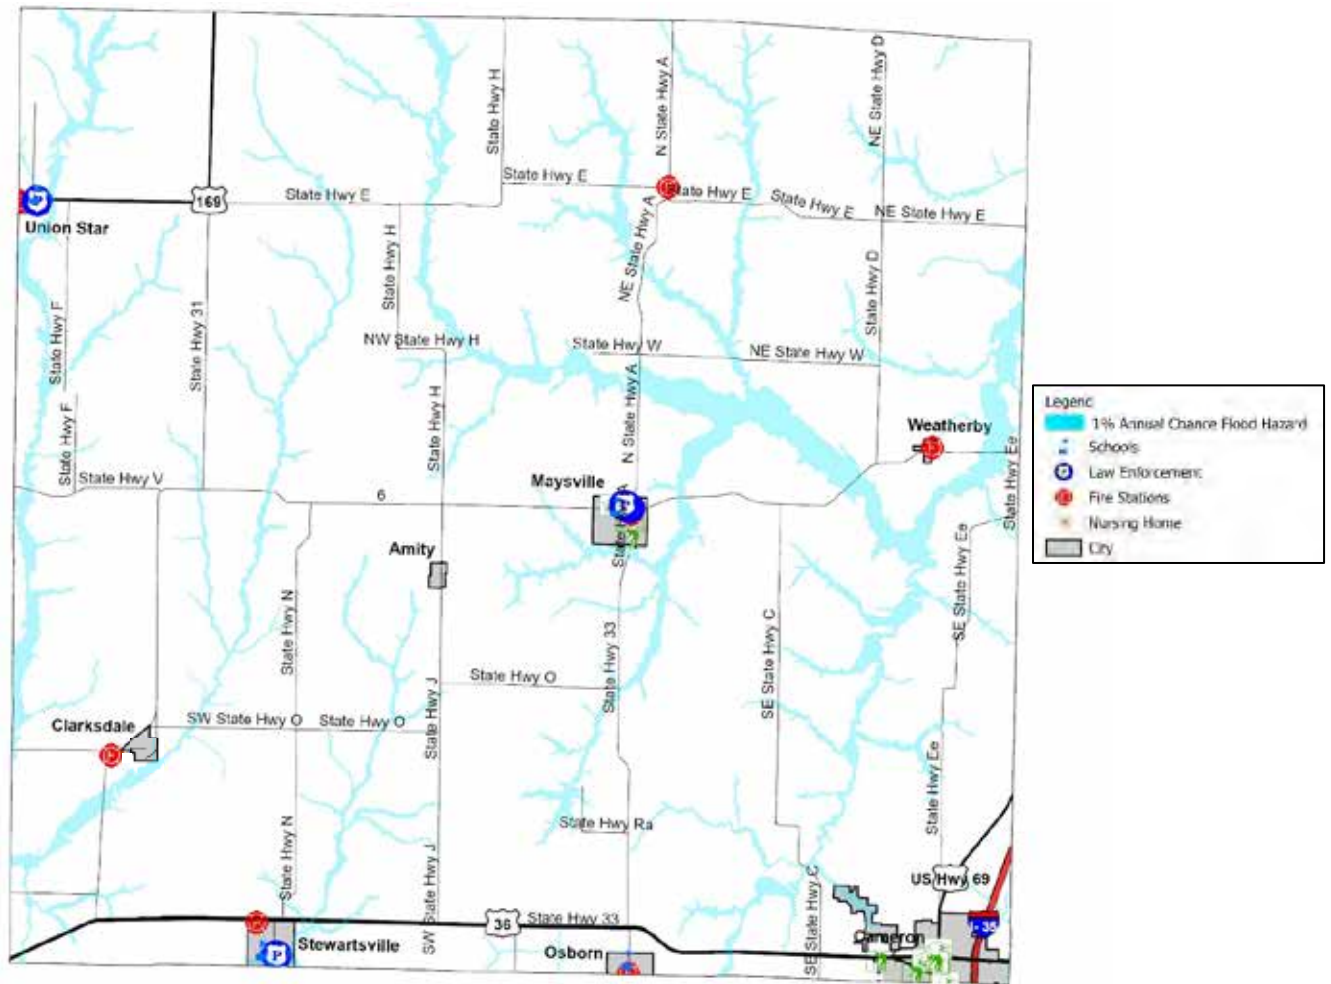 State Hwy H
N State Hwy A
NE State Hwy D
State Hwy E
State Hwy E
State Hwy E
NE State Hwy E
169
State Hwy E
Union Star
State Hwy H
NE State Hwy A
State Hwy D
State Hwy F
State Hwy 31
NW State Hwy H
State Hwy W
NE State Hwy W
State Hwy F
State Hwy H
N State Hwy A
Weatherby
State Hwy Ee
State Hwy V
6
Maysville
Amity
SE State Hwy Ee
State Hwy N
State Hwy 33
SE State Hwy C
State Hwy O
State Hwy J
Clarksdale
SW State Hwy O
State Hwy O
State Hwy Ee
State Hwy Ra
State Hwy N
SW State Hwy J
SE State Hwy C
US Hwy 69
36
State Hwy 33
I-35
Stewartsville
P
Osborn
Cameron
Legend
1% Annual Chance Flood Hazard
Schools
Law Enforcement
Fire Stations
Nursing Home
City